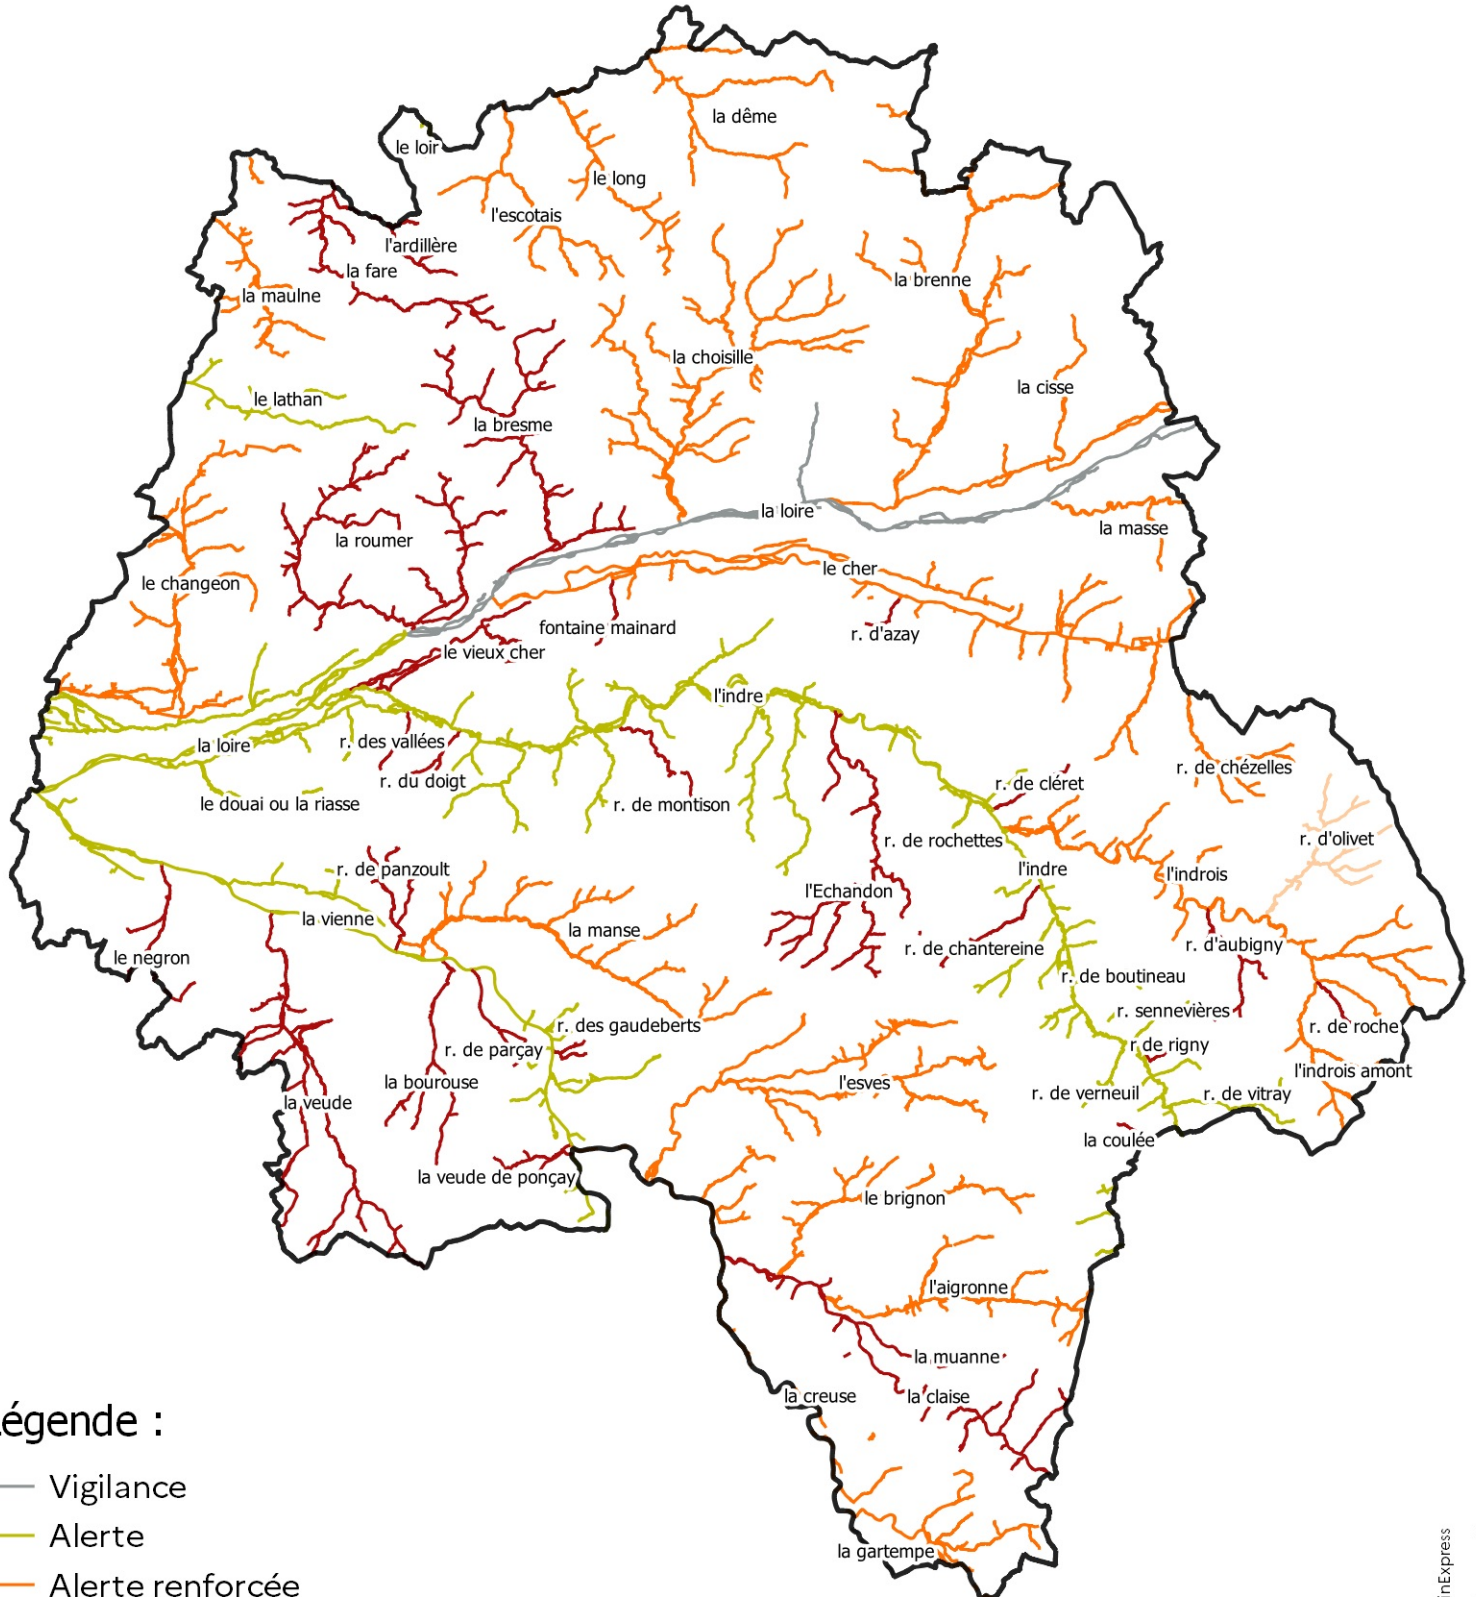 la dême
le loir
le long
l'escotais
l'ardillère
la fare
la brenne
la maulne
la choisille
la cisse
le lathan
la bresme
la loire
la masse
la roumer
le cher
le changeon
fontaine mainard
r. d'azay
le vieux cher
l'indre
r. des vallées
la loire
r. de chézelles
r. du doigt
r. de cléret
le douai ou la riasse
r. de montison
r. d'olivet
r. de rochettes
r. de panzoult
l'indre
l'indrois
l'Echandon
la vienne
la manse
r. d'aubigny
r. de chantereine
le négron
r. de boutineau
r. sennevières
r. des gaudeberts
r. de roche
r de rigny
r. de parçay
l'indrois amont
la bourouse
l'esves
r. de verneuil
r. de vitray
la veude
la coulée
la veude de ponçay
le brignon
l'aigronne
la muanne
la creuse
la claise
égende :
Vigilance
Alerte
la gartempe
Alerte renforcée
inExpress